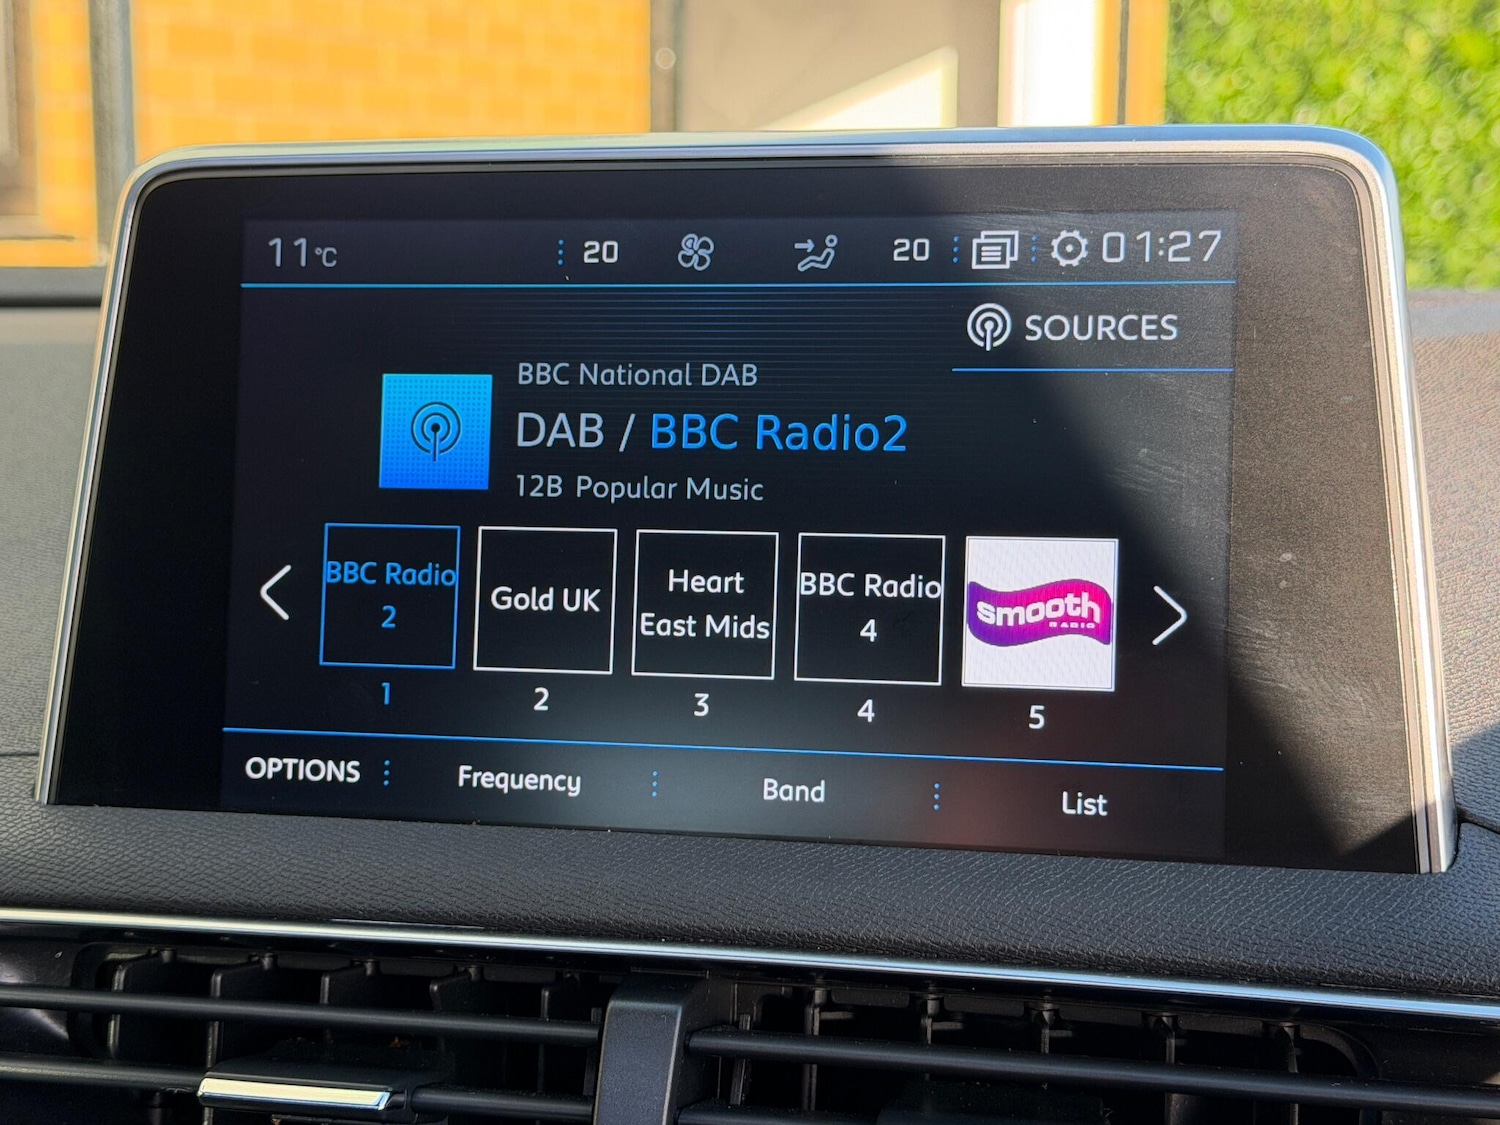 11°C 20 20 01:27
SOURCES
BBC National DAB
DAB / BBC Radio2
12B Popular Music
BBC Radio
2
Gold UK
Heart
East Mids
BBC Radio
4
smooth
RADIO
1 2 3 4 5
OPTIONS Frequency Band List